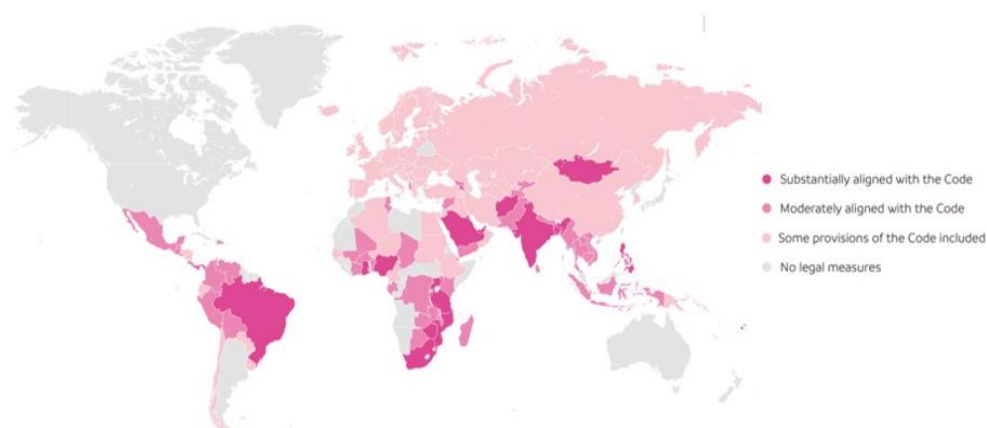 Substantially aligned with the Code
Moderately aligned with the Code
Some provisions of the Code included
No legal measures